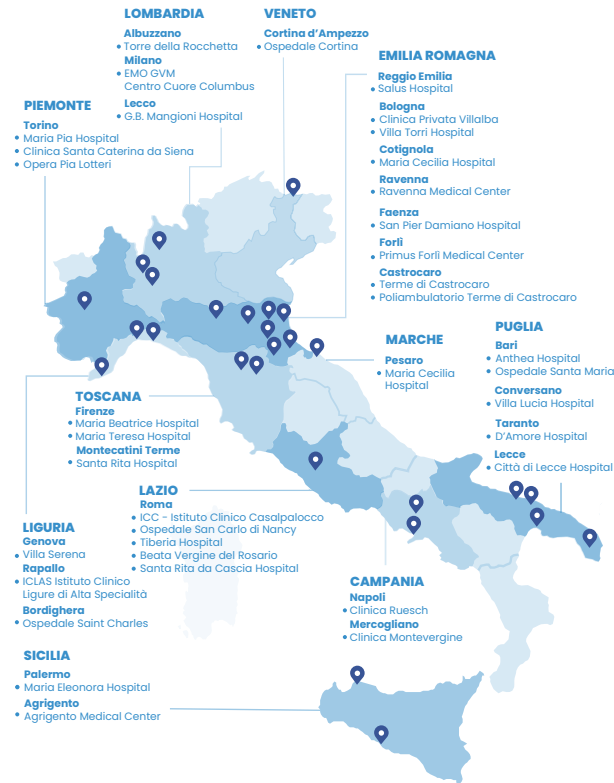 LOMBARDIA
Albuzzano
• Torre della Rocchetta
Milano
• EMO GVM
Centro Cuore Columbus
Lecco
• G.B. Mangioni Hospital
VENETO
Cortina d’Ampezzo
• Ospedale Cortina
EMILIA ROMAGNA
Reggio Emilia
• Salus Hospital
Bologna
• Clinica Privata Villalba
• Villa Torri Hospital
Cotignola
• Maria Cecilia Hospital
Ravenna
• Ravenna Medical Center
Faenza
• San Pier Damiano Hospital
Forlì
• Primus Forlì Medical Center
Castrocaro
• Terme di Castrocaro
• Poliambulatorio Terme di Castrocaro
PIEMONTE
Torino
• Maria Pia Hospital
• Clinica Santa Caterina da Siena
• Opera Pia Lotteri
MARCHE
Pesaro
• Maria Cecilia
Hospital
PUGLIA
Bari
• Anthea Hospital
• Ospedale Santa Maria
Conversano
• Villa Lucia Hospital
Taranto
• D’Amore Hospital
Lecce
• Città di Lecce Hospital
TOSCANA
Firenze
• Maria Beatrice Hospital
• Maria Teresa Hospital
Montecatini Terme
• Santa Rita Hospital
LAZIO
Roma
• ICC - Istituto Clinico Casalpalocco
• Ospedale San Carlo di Nancy
• Tiberia Hospital
• Beata Vergine del Rosario
• Santa Rita da Cascia Hospital
LIGURIA
Genova
• Villa Serena
Rapallo
• ICLAS Istituto Clinico
Ligure di Alta Specialità
Bordighera
• Ospedale Saint Charles
CAMPANIA
Napoli
• Clinica Ruesch
Mercogliano
• Clinica Montevergine
SICILIA
Palermo
• Maria Eleonora Hospital
Agrigento
• Agrigento Medical Center